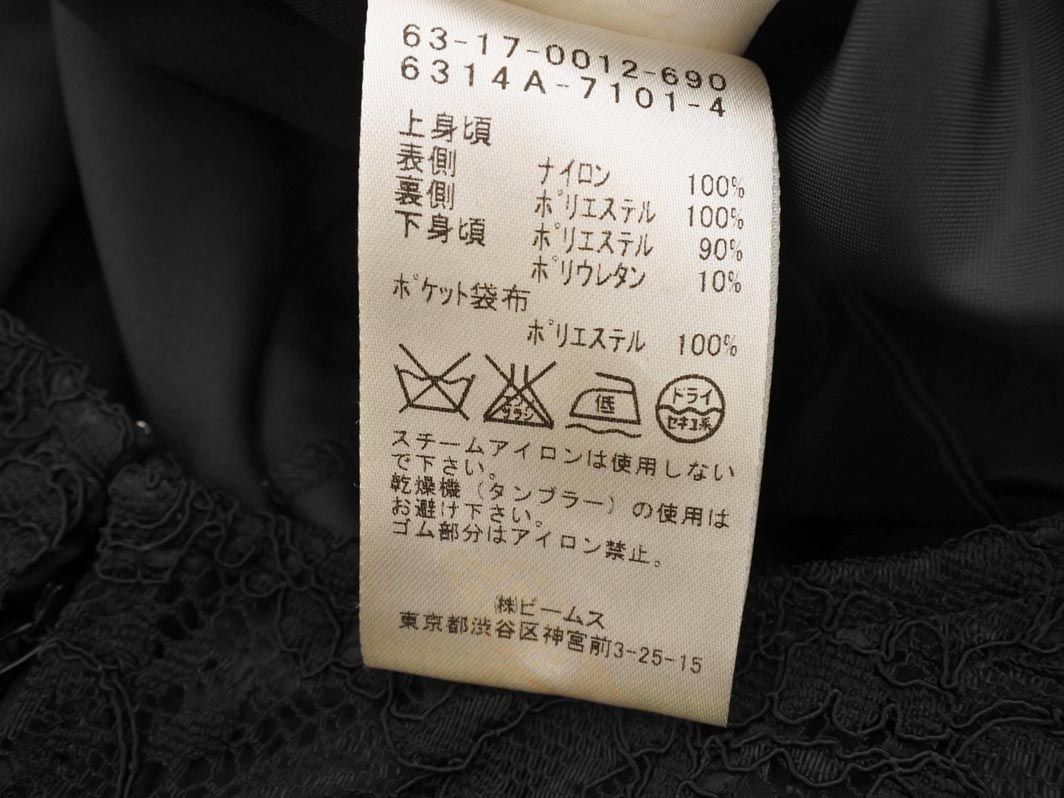 63-17-0012-690
6314A-7101-4
上身頃
表側 ナイロン 100%
裏側 ポリエステル 100%
下身頃 ポリエステル 90%
ポリウレタン 10%
ポケット袋布
ポリエステル 100%
エンソ サラシ 低 ドライ セキユ系
スチームアイロンは使用しない
で下さい。
乾燥機(タンブラー)の使用は
お避け下さい。
ゴム部分はアイロン禁止。
㈱ビームス
東京都渋谷区神宮前3-25-15